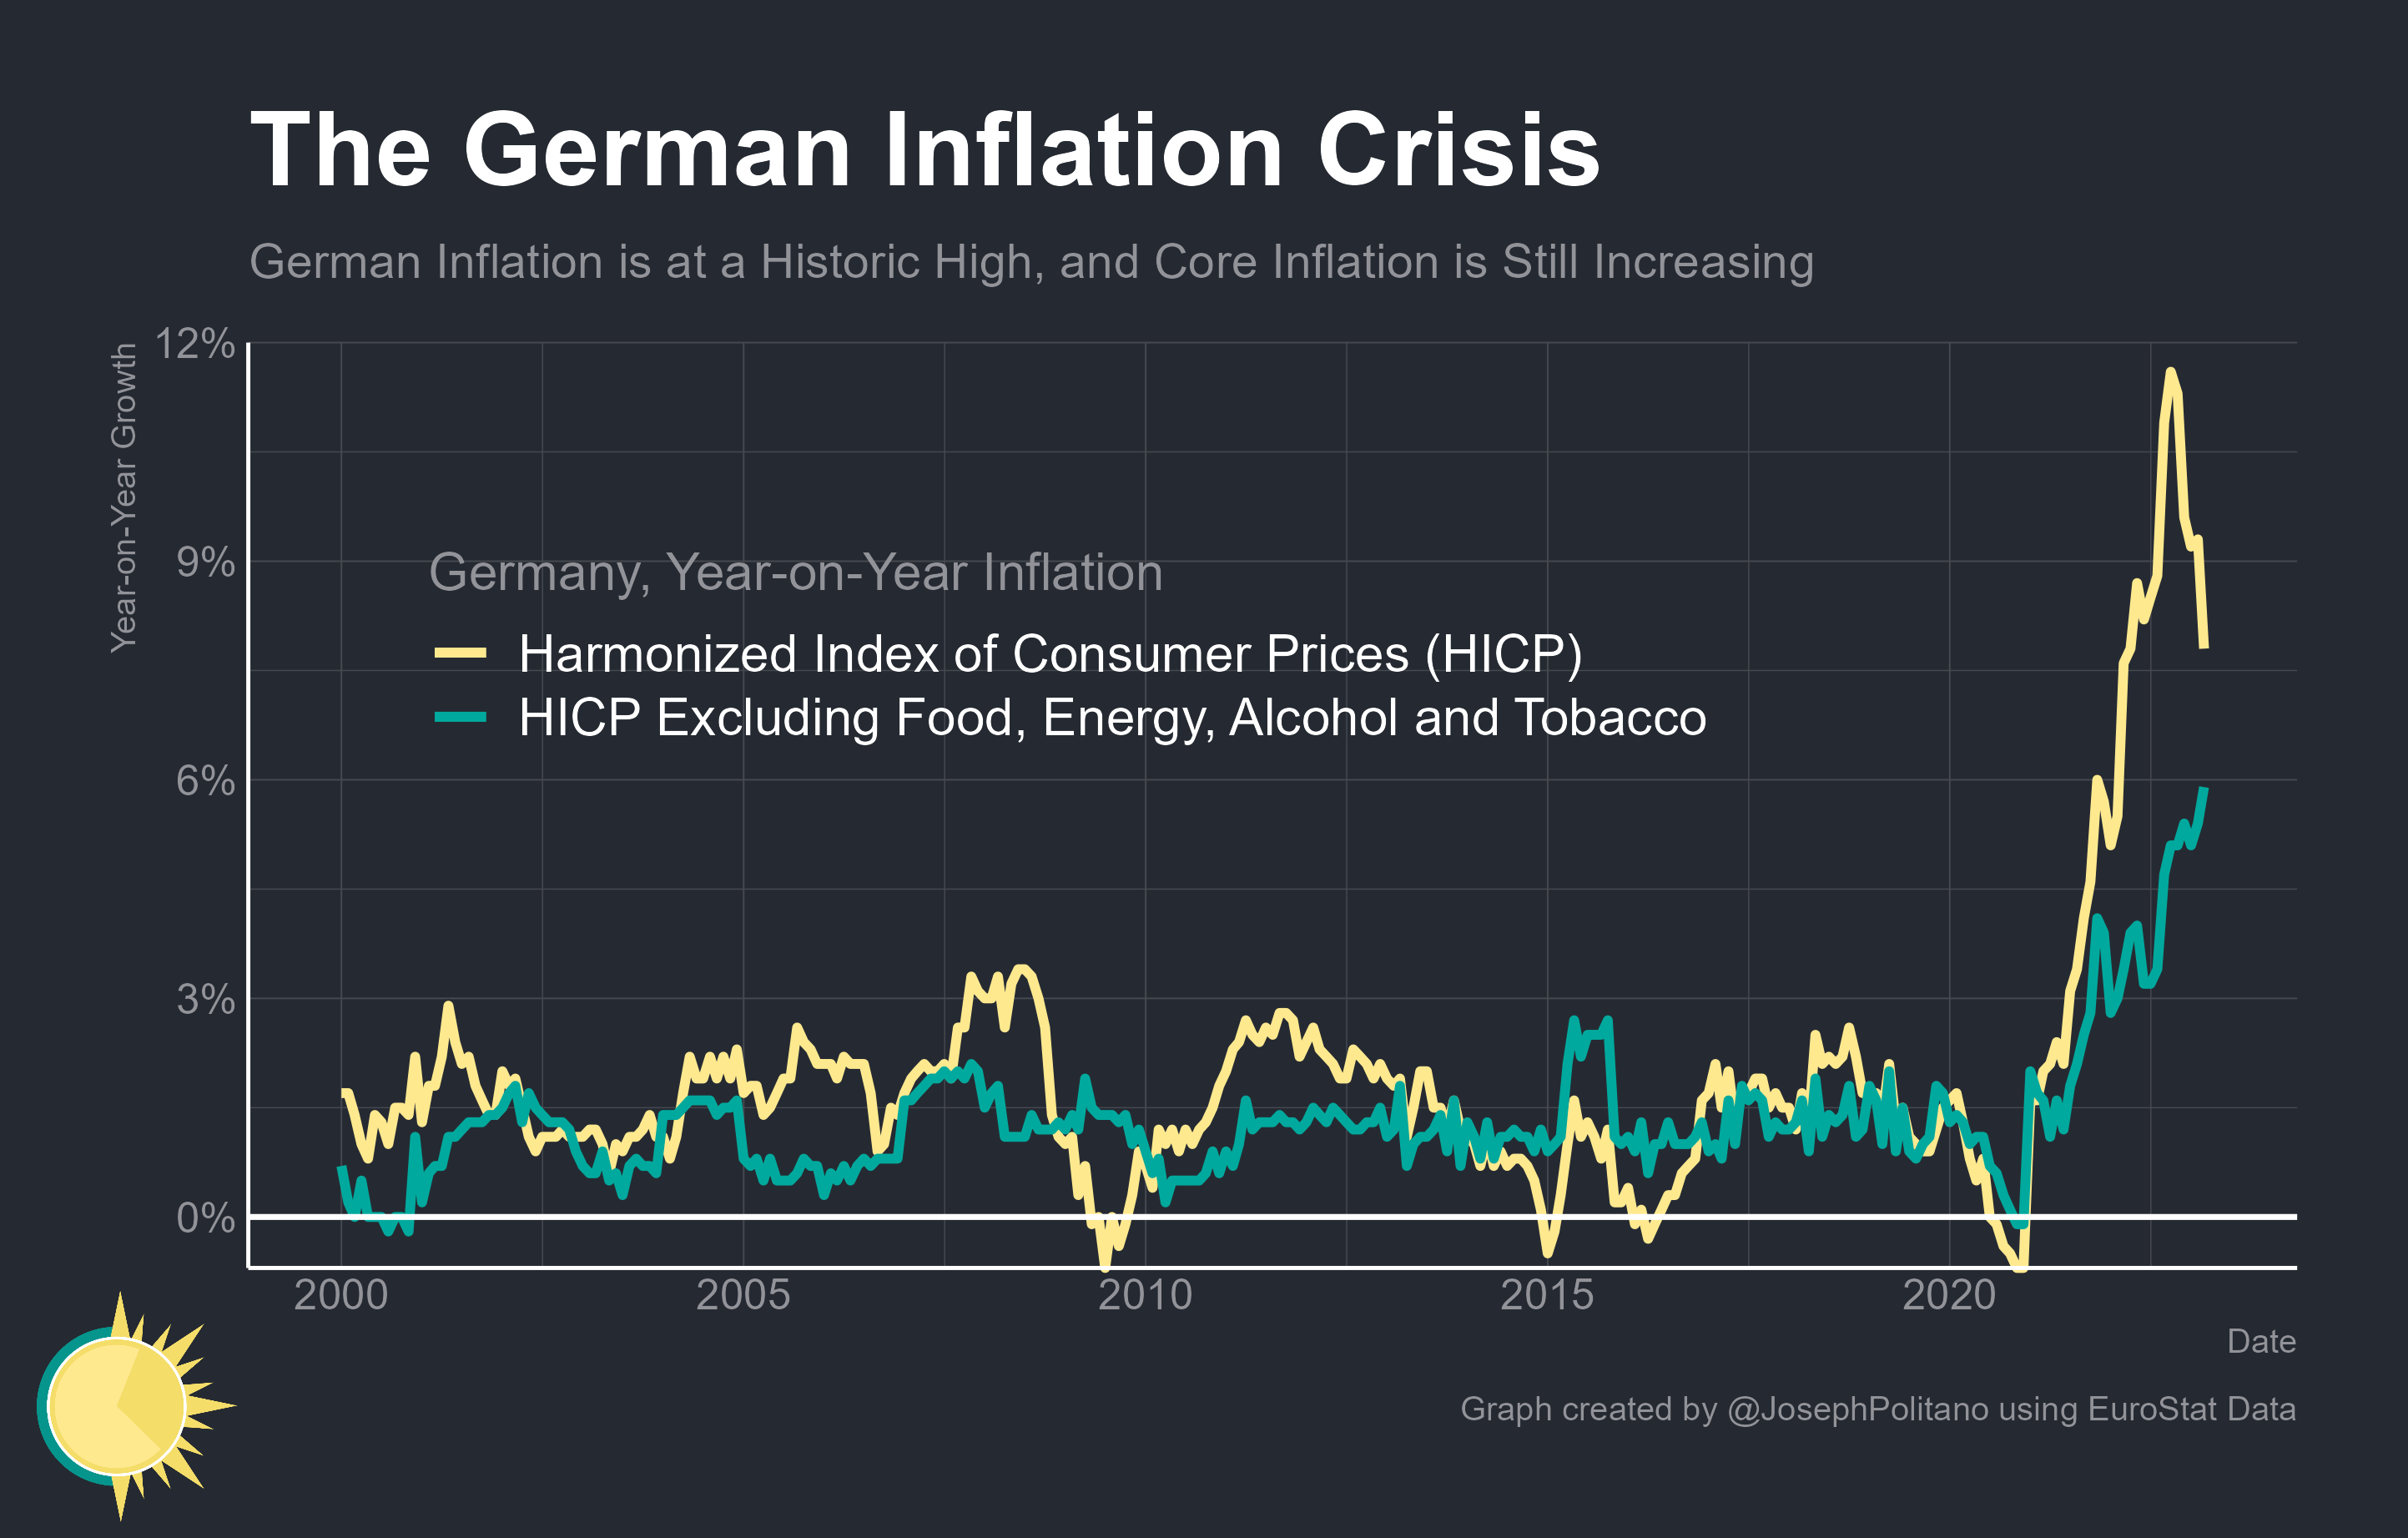 The German Inflation Crisis
German Inflation is at a Historic High, and Core Inflation is Still Increasing
Year-on-Year Growth
12%
9%
6%
3%
0%
Germany, Year-on-Year Inflation
Harmonized Index of Consumer Prices (HICP)
HICP Excluding Food, Energy, Alcohol and Tobacco
2000 2005 2010 2015 2020
Date
Graph created by @JosephPolitano using EuroStat Data